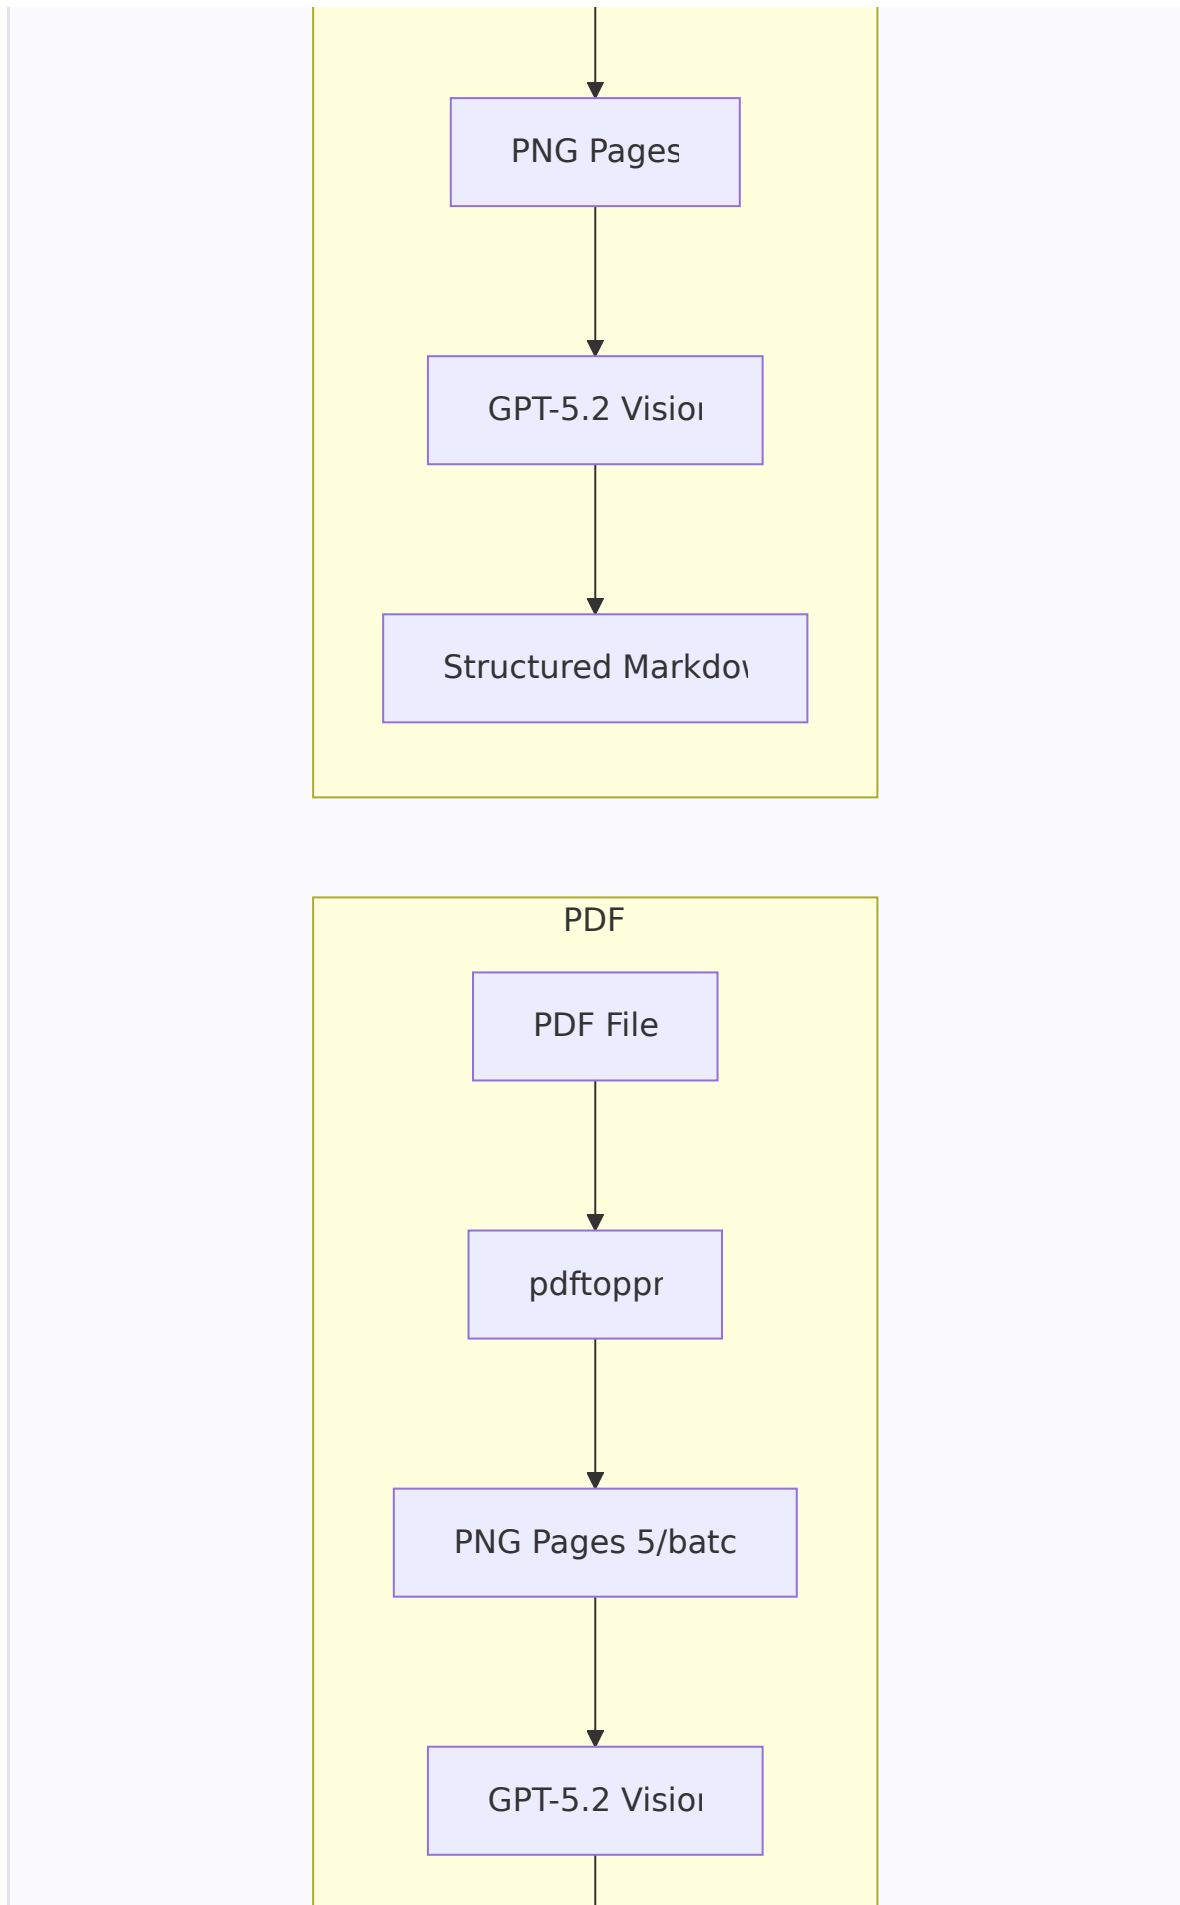 PNG Pages
GPT-5.2 Visio
Structured Markdo
PDF
PDF File
pdftopp
PNG Pages 5/batc
GPT-5.2 Visio